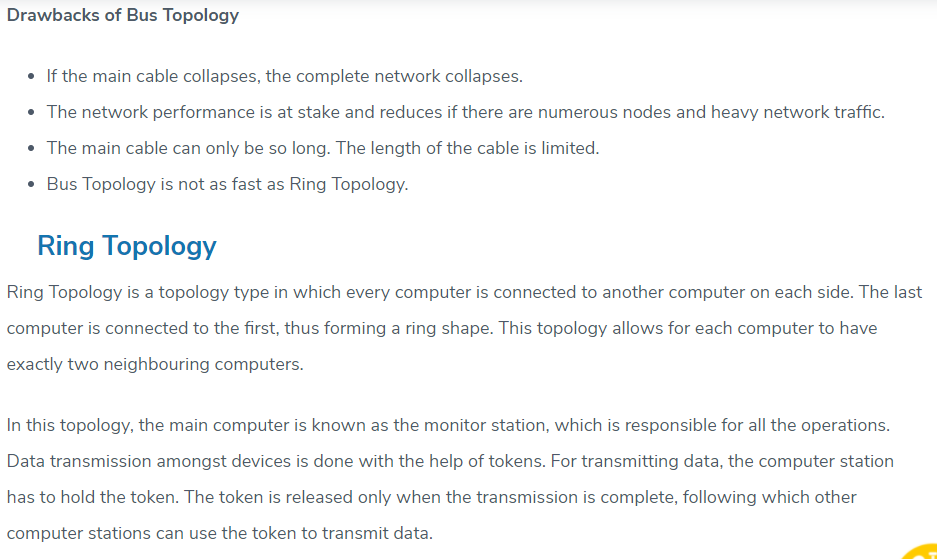 Drawbacks of Bus Topology
If the main cable collapses, the complete network collapses.
The network performance is at stake and reduces if there are numerous nodes and heavy network traffic.
The main cable can only be so long. The length of the cable is limited.
Bus Topology is not as fast as Ring Topology.
Ring Topology
Ring Topology is a topology type in which every computer is connected to another computer on each side. The last
computer is connected to the first, thus forming a ring shape. This topology allows for each computer to have
exactly two neighbouring computers.
In this topology, the main computer is known as the monitor station, which is responsible for all the operations.
Data transmission amongst devices is done with the help of tokens. For transmitting data, the computer station
has to hold the token. The token is released only when the transmission is complete, following which other
computer stations can use the token to transmit data.